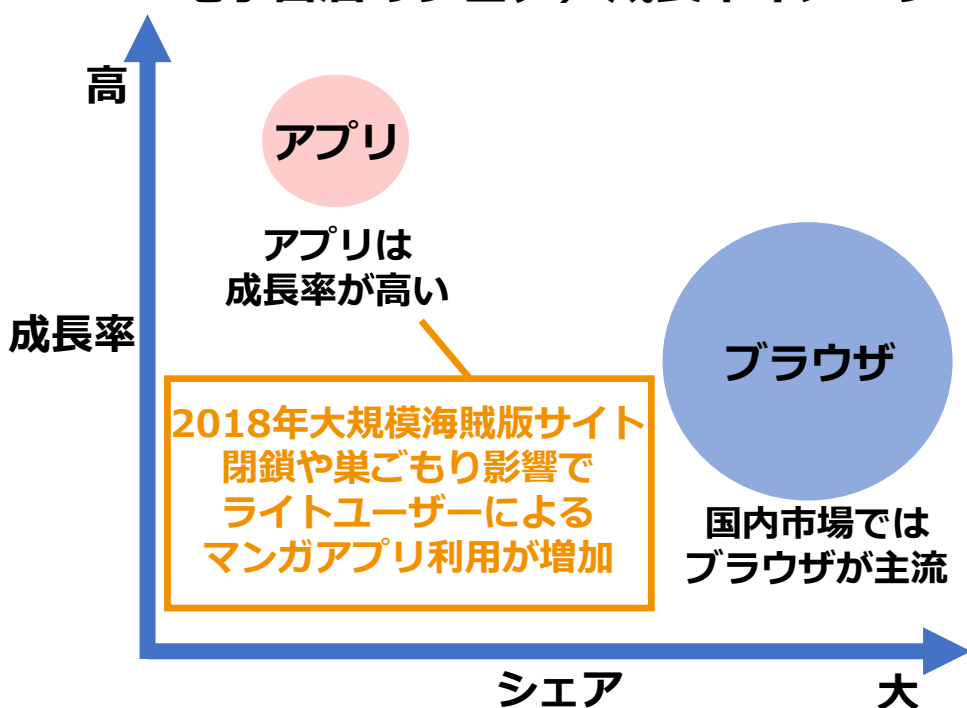 高
アプリ
アプリは
成長率が高い
成長率
ブラウザ
2018年大規模海賊版サイト
閉鎖や巣ごもり影響で
ライトユーザーによる
マンガアプリ利用が増加
国内市場では
ブラウザが主流
シェア
大